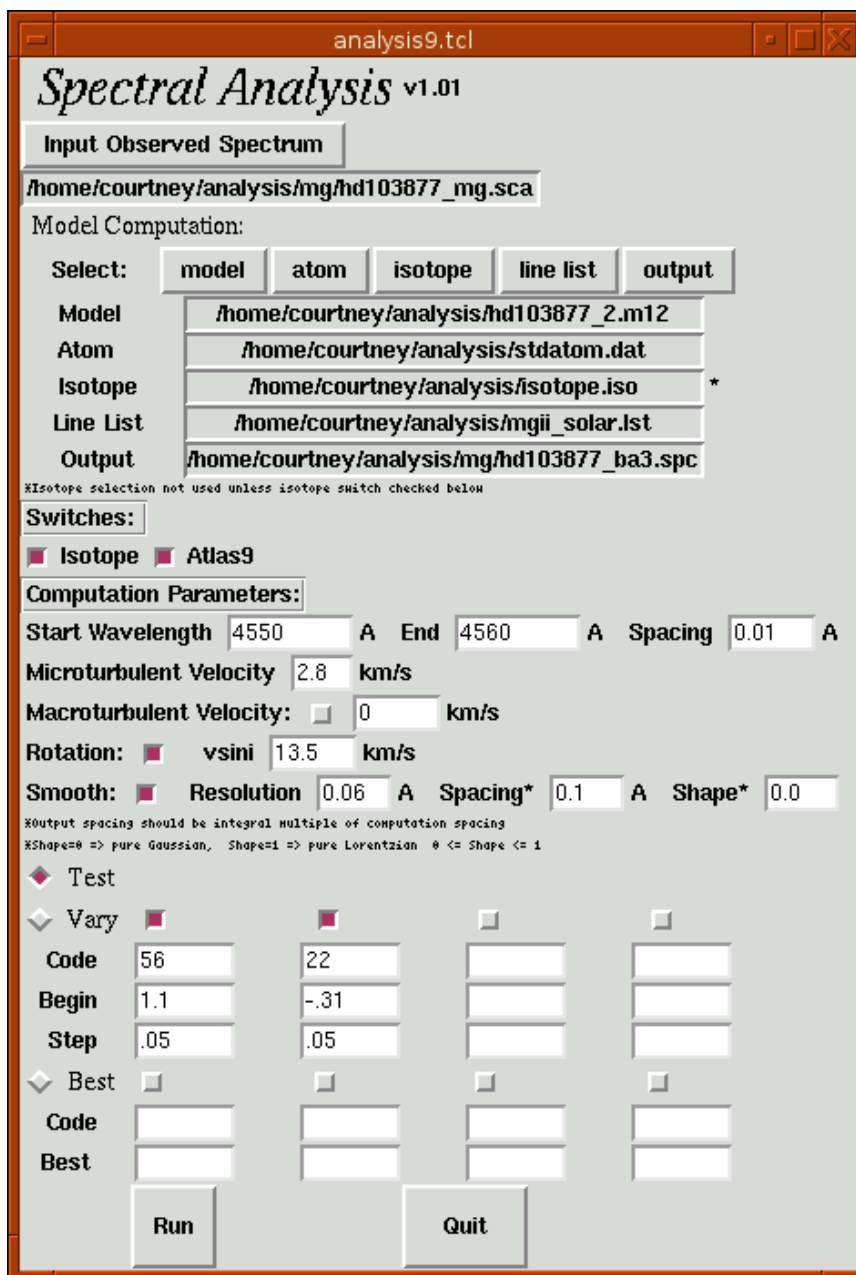 analysis9.tcl
Spectral Analysis v1.01
Input Observed Spectrum
/home/courtney/analysis/mg/hd103877_mg.sca
Model Computation:
Select: model atom isotope line list output
Model /home/courtney/analysis/hd103877_2.m12
Atom /home/courtney/analysis/stdatom.dat
Isotope /home/courtney/analysis/isotope.iso *
Line List /home/courtney/analysis/mgii_solar.lst
Output /home/courtney/analysis/mg/hd103877_ba3.spc
*Isotope selection not used unless isotope switch checked below
Switches:
Isotope Atlas9
Computation Parameters:
Start Wavelength 4550 A End 4560 A Spacing 0.01 A
Microturbulent Velocity 2.8 km/s
Macroturbulent Velocity: 0 km/s
Rotation: vsini 13.5 km/s
Smooth: Resolution 0.06 A Spacing* 0.1 A Shape* 0.0
*Output spacing should be integral multiple of computation spacing
*Shape=0 => pure Gaussian, Shape=1 => pure Lorentzian 0 <= Shape <= 1
Test
Vary
Code 56 22
Begin 1.1 -.31
Step .05 .05
Best
Code
Best
Run Quit